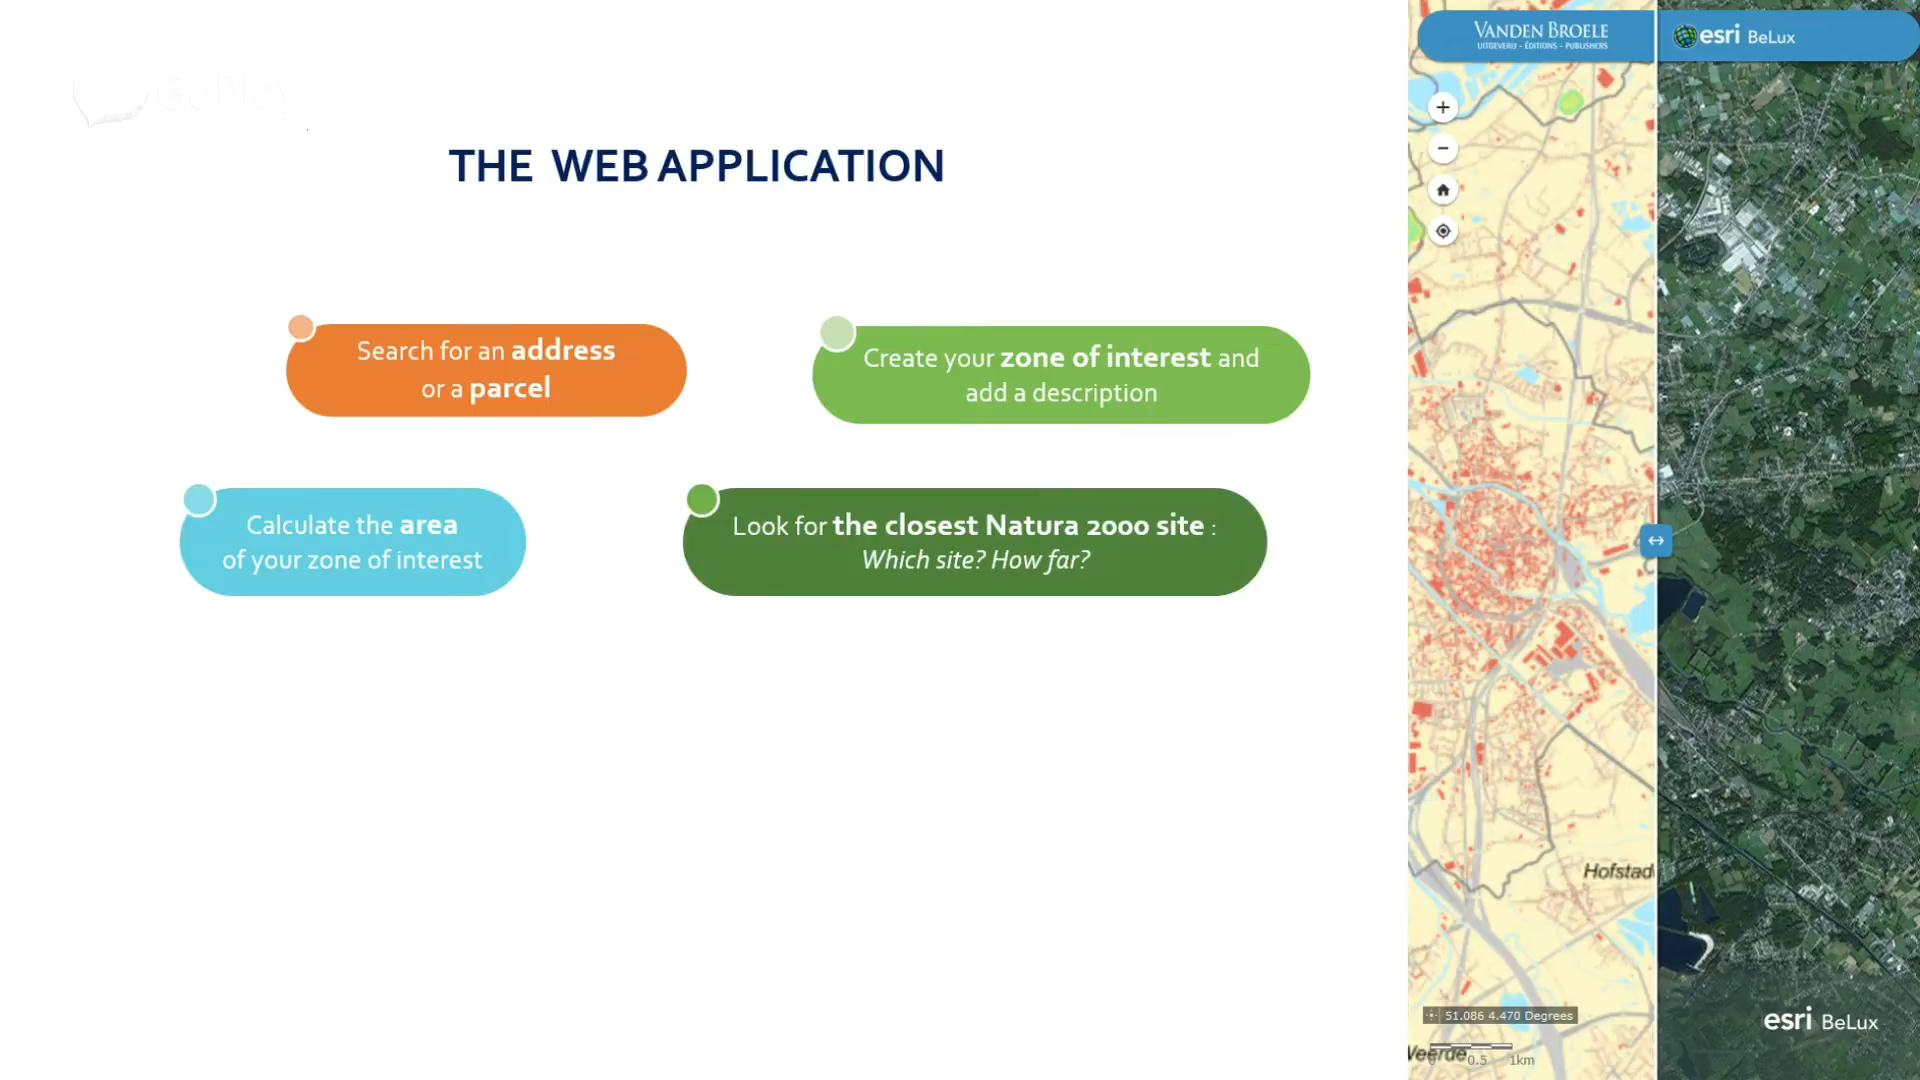 THE WEB APPLICATION
Search for an address
or a parcel
Create your zone of interest and
add a description
Calculate the area
of your zone of interest
Look for the closest Natura 2000 site :
Which site? How far?
VANDEN BROELE
UITGEVERIJ - ÉDITIONS - PUBLISHERS
esri BeLux
Hofstad
51.086 4.470 Degrees
Weerde
0.5 1km
esri BeLux